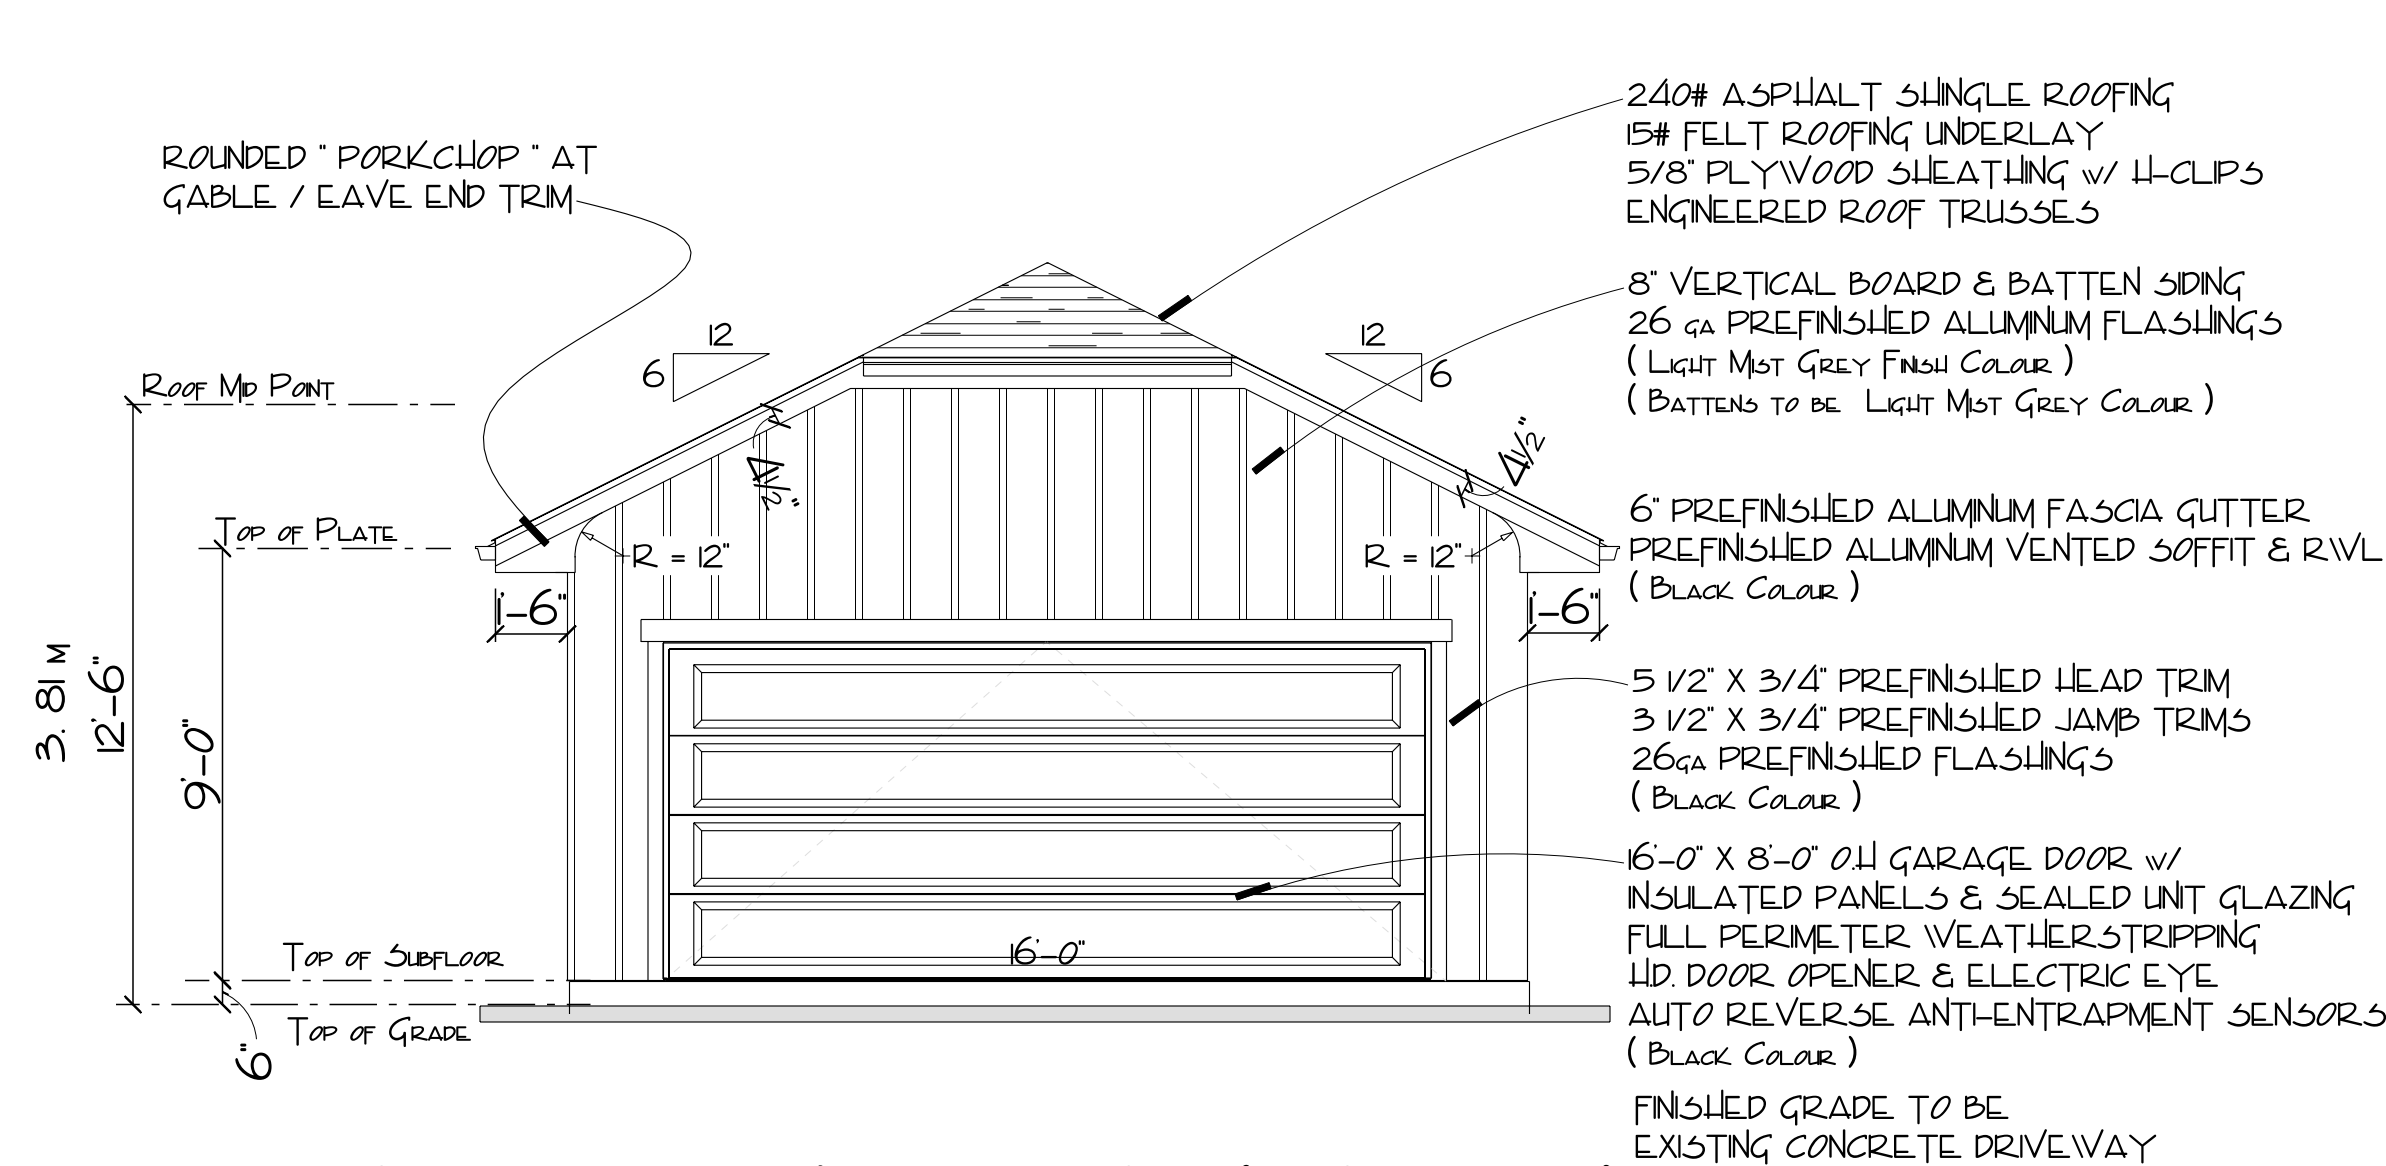 ROUNDED " PORKCHOP " AT
GABLE / EAVE END TRIM
240# ASPHALT SHINGLE ROOFING
15# FELT ROOFING UNDERLAY
5/8" PLYWOOD SHEATHING w/ H-CLIPS
ENGINEERED ROOF TRUSSES
8" VERTICAL BOARD & BATTEN SIDING
26 GA PREFINISHED ALUMINUM FLASHINGS
( LIGHT MIST GREY FINISH COLOUR )
( BATTENS TO BE LIGHT MIST GREY COLOUR )
12
6
12
6
ROOF MID POINT
4 1/2"
4 1/2"
TOP OF PLATE
R = 12"
R = 12"
6" PREFINISHED ALUMINUM FASCIA GUTTER
PREFINISHED ALUMINUM VENTED SOFFIT & RWL
( BLACK COLOUR )
1'-6"
1'-6"
3. 81 M
12'-6"
9'-0"
5 1/2" X 3/4" PREFINISHED HEAD TRIM
3 1/2" X 3/4" PREFINISHED JAMB TRIMS
26GA PREFINISHED FLASHINGS
( BLACK COLOUR )
16'-0" X 8'-0" O.H GARAGE DOOR w/
INSULATED PANELS & SEALED UNIT GLAZING
FULL PERIMETER WEATHERSTRIPPING
H.D. DOOR OPENER & ELECTRIC EYE
AUTO REVERSE ANTI-ENTRAPMENT SENSORS
( BLACK COLOUR )
16'-0"
TOP OF SUBFLOOR
TOP OF GRADE
6"
FINISHED GRADE TO BE
EXISTING CONCRETE DRIVEWAY